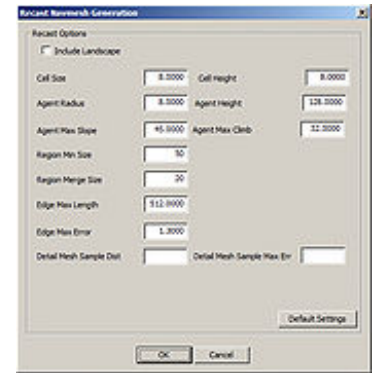 Recast Navmesh Generation
Recast Options
Include Landscape
Cell Size 8.0000 Cell Height 8.0000
Agent Radius 8.0000 Agent Height 128.0000
Agent Max Slope 45.0000 Agent Max Climb 32.0000
Region Min Size 50
Region Merge Size 20
Edge Max Length 512.0000
Edge Max Error 1.3000
Detail Mesh Sample Dist Detail Mesh Sample Max Err
Default Settings
OK Cancel